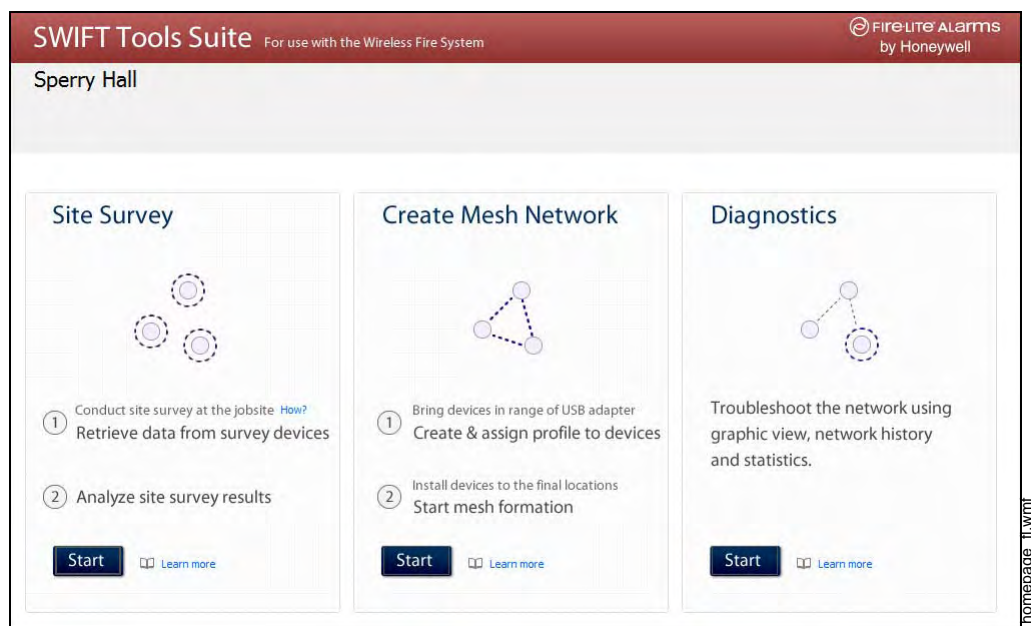 SWIFT Tools Suite For use with the Wireless Fire System
FIRE-LITE ALARMS
by Honeywell
Sperry Hall
Site Survey
1 Conduct site survey at the jobsite How?
Retrieve data from survey devices
2 Analyze site survey results
Start Learn more
Create Mesh Network
1 Bring devices in range of USB adapter
Create & assign profile to devices
2 Install devices to the final locations
Start mesh formation
Start Learn more
Diagnostics
Troubleshoot the network using
graphic view, network history
and statistics.
Start Learn more
homepage_fl.wmf